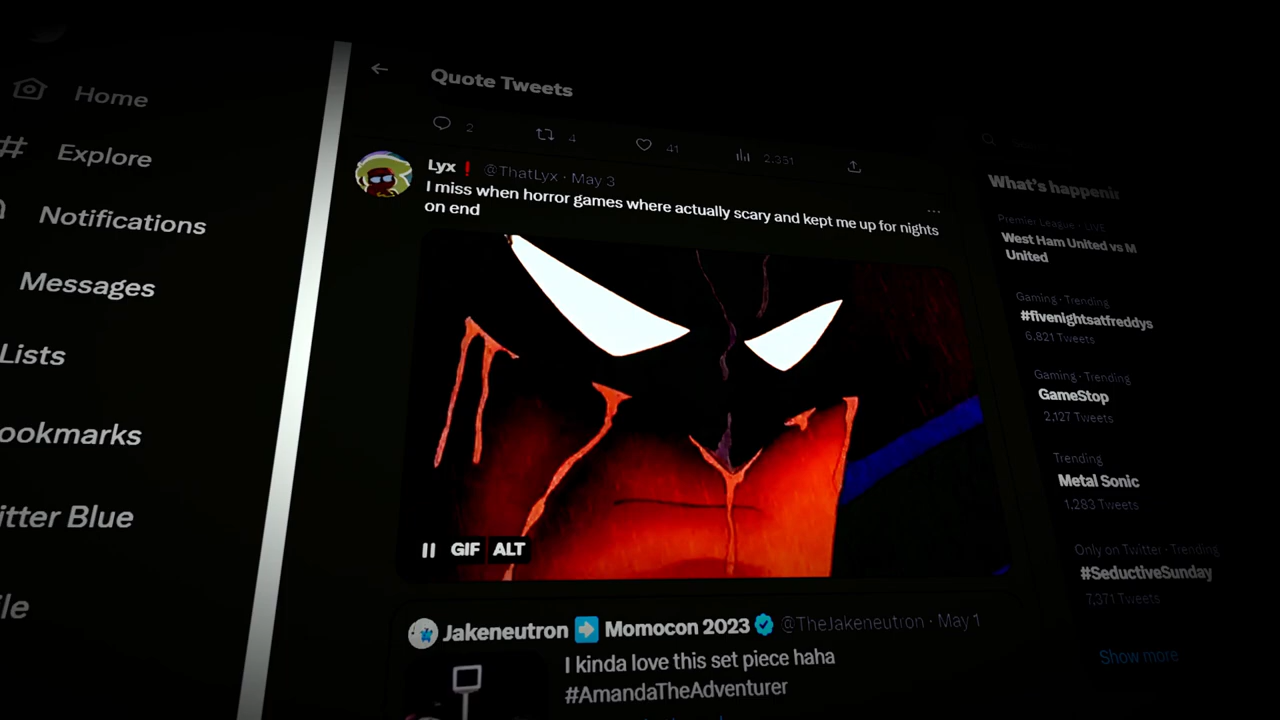 Home
Explore
Notifications
Messages
Lists
ookmarks
itter Blue
ile
Quote Tweets
2
4
41
2,351
Lyx❗ @ThatLyx · May 3
I miss when horror games where actually scary and kept me up for nights
on end
GIF ALT
Jakeneutron ➡️ Momocon 2023 @TheJakeneutron · May 1
I kinda love this set piece haha
#AmandaTheAdventurer
What's happenin
Premier League · LIVE
West Ham United vs M
United
Gaming · Trending
#fivenightsatfreddys
6,821 Tweets
Gaming · Trending
GameStop
2,127 Tweets
Trending
Metal Sonic
1,283 Tweets
Only on Twitter · Trending
#SeductiveSunday
7,371 Tweets
Show more